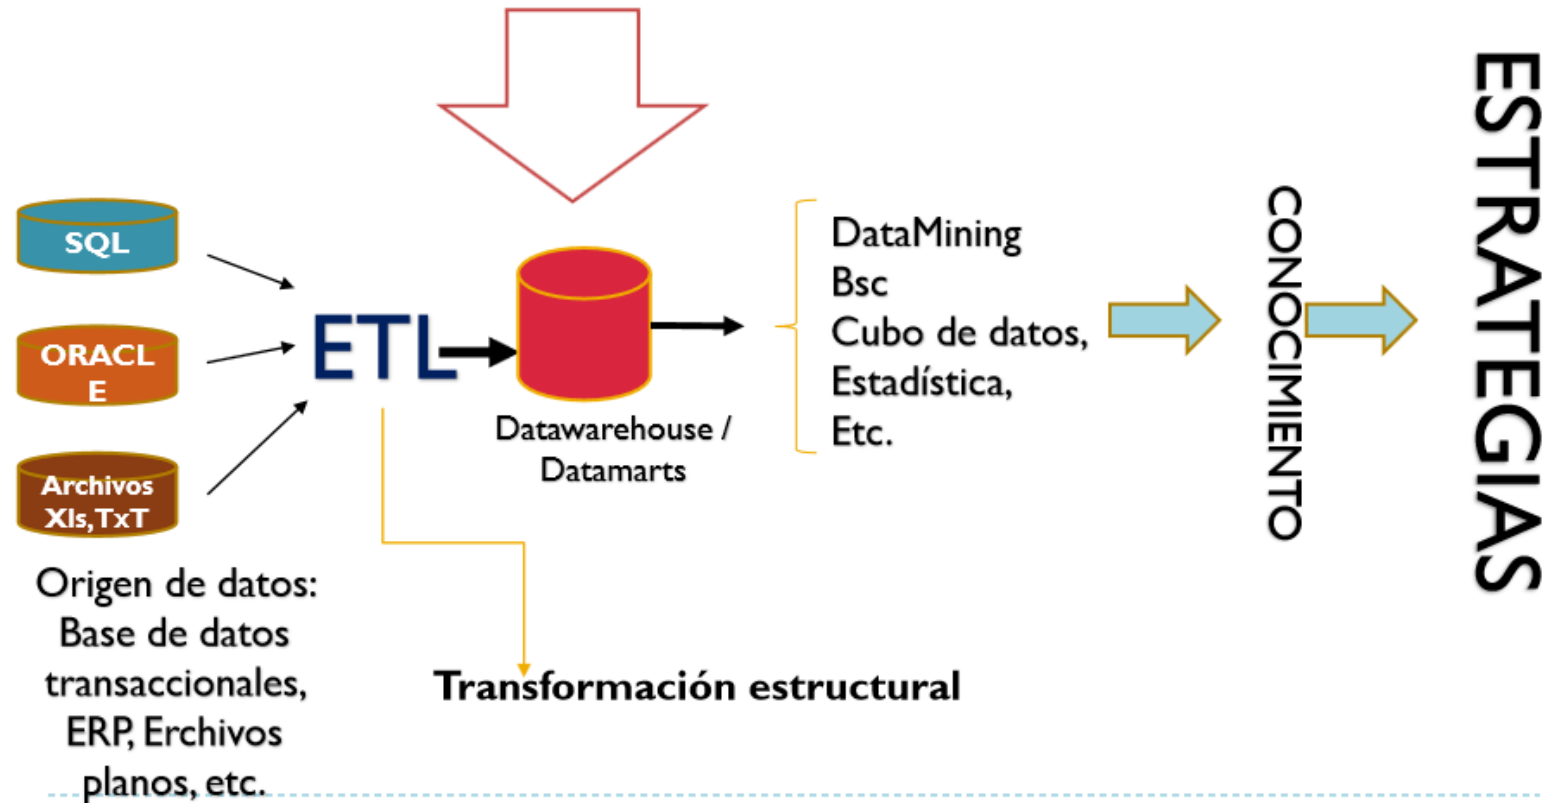 SQL
ORACL
E
Archivos
Xls,TxT
Origen de datos:
Base de datos
transaccionales,
ERP, Erchivos
planos, etc.
ETL
Transformación estructural
Datawarehouse /
Datamarts
DataMining
Bsc
Cubo de datos,
Estadística,
Etc.
CONOCIMIENTO
ESTRATEGIAS